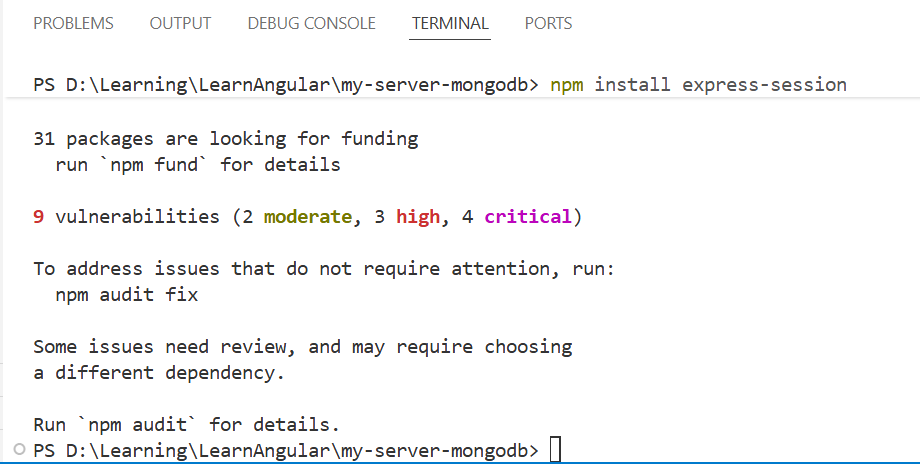 PROBLEMS OUTPUT DEBUG CONSOLE TERMINAL PORTS
PS D:\Learning\LearnAngular\my-server-mongodb> npm install express-session
31 packages are looking for funding
run `npm fund` for details
9 vulnerabilities (2 moderate, 3 high, 4 critical)
To address issues that do not require attention, run:
npm audit fix
Some issues need review, and may require choosing
a different dependency.
Run `npm audit` for details.
PS D:\Learning\LearnAngular\my-server-mongodb>